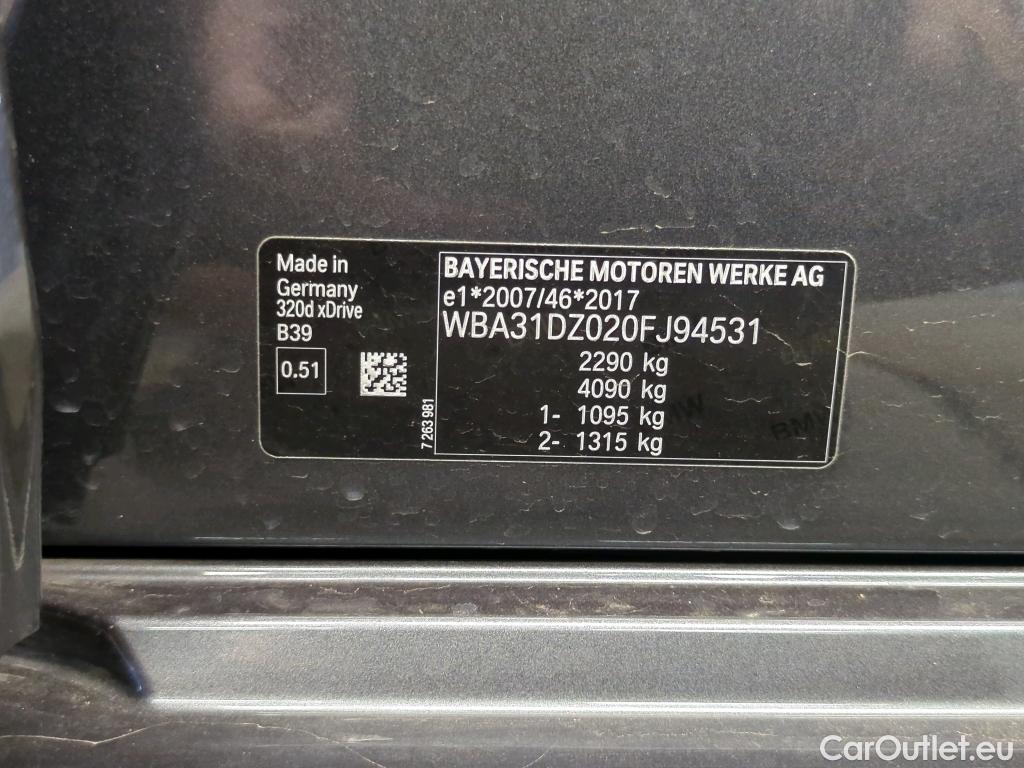 Made in
Germany
320d xDrive
B39
0.51
7 263 981
BAYERISCHE MOTOREN WERKE AG
e1*2007/46*2017
WBA31DZ020FJ94531
2290 kg
4090 kg
1- 1095 kg
2- 1315 kg
CarOutlet.eu